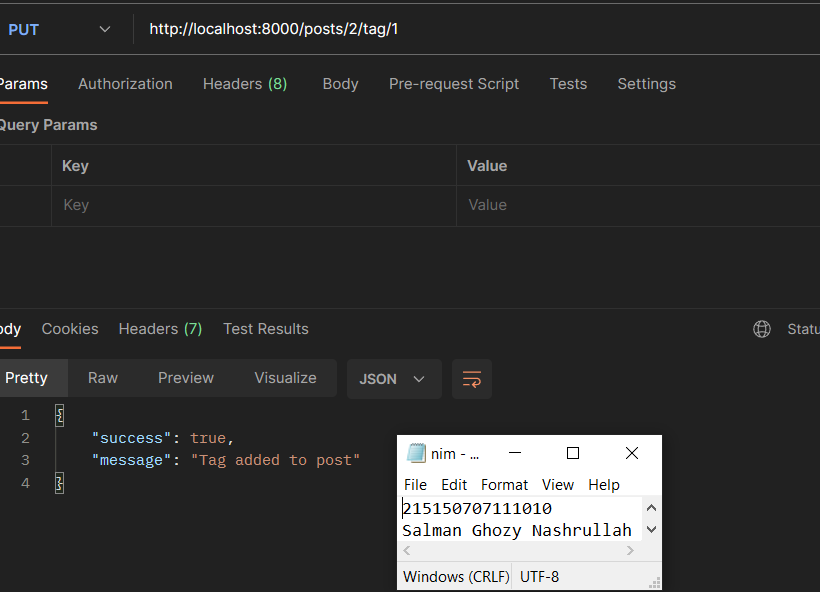 PUT http://localhost:8000/posts/2/tag/1
Params Authorization Headers (8) Body Pre-request Script Tests Settings
Query Params
Key Value
Key Value
ody Cookies Headers (7) Test Results Statu
Pretty Raw Preview Visualize JSON
1 {
2 "success": true,
3 "message": "Tag added to post"
4 }
nim - ...
File Edit Format View Help
215150707111010
Salman Ghozy Nashrullah
Windows (CRLF) UTF-8